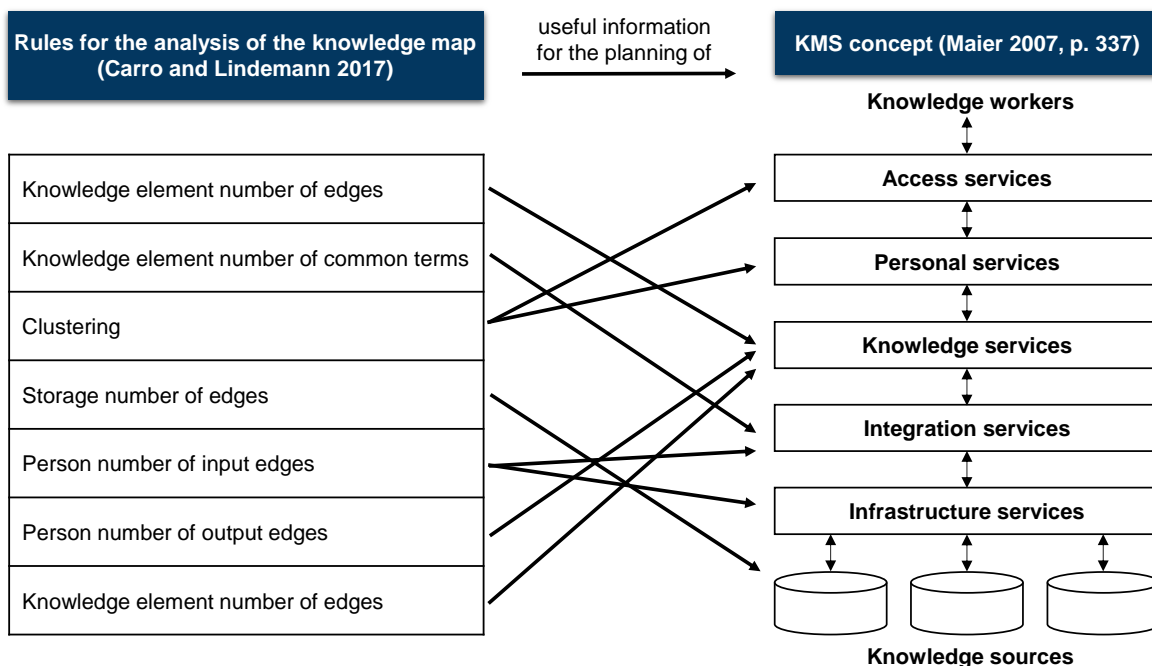 Rules for the analysis of the knowledge map
(Carro and Lindemann 2017)
useful information
for the planning of
KMS concept (Maier 2007, p. 337)
Knowledge workers
Knowledge element number of edges
Knowledge element number of common terms
Clustering
Storage number of edges
Person number of input edges
Person number of output edges
Knowledge element number of edges
Access services
Personal services
Knowledge services
Integration services
Infrastructure services
Knowledge sources